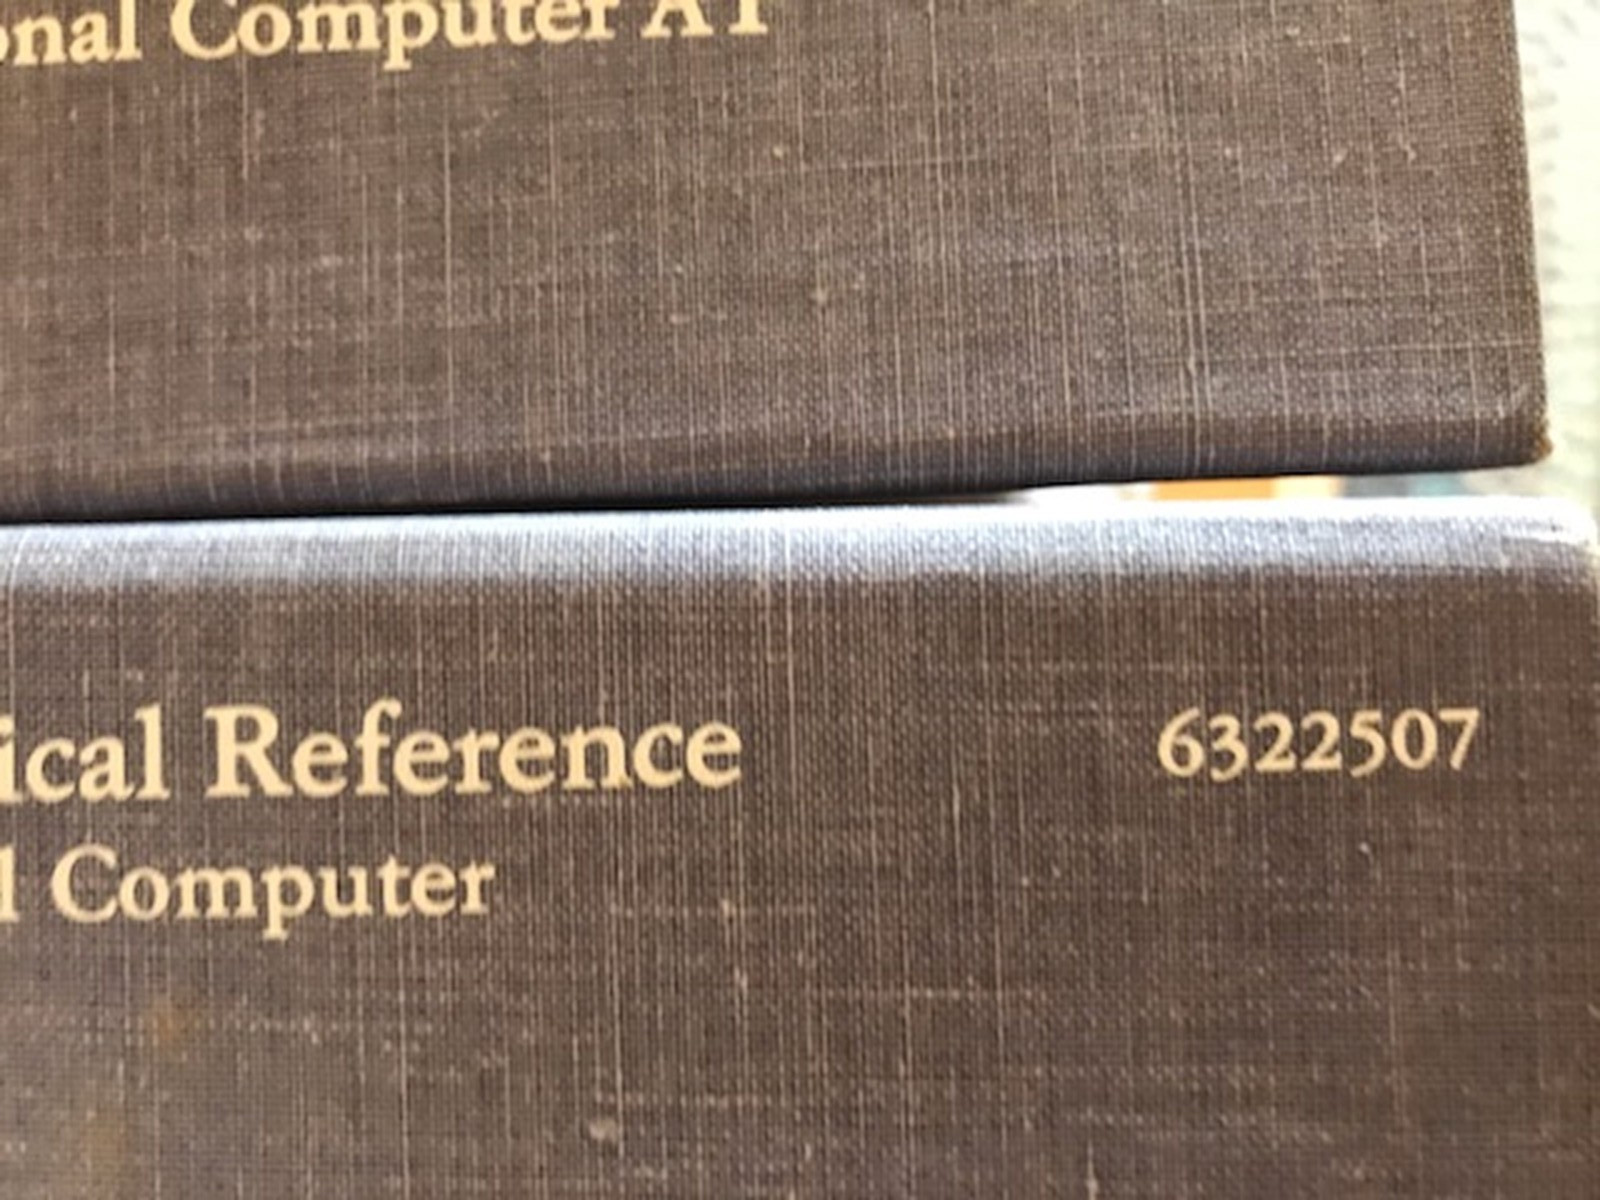 onal Computer AT
ical Reference 6322507
l Computer